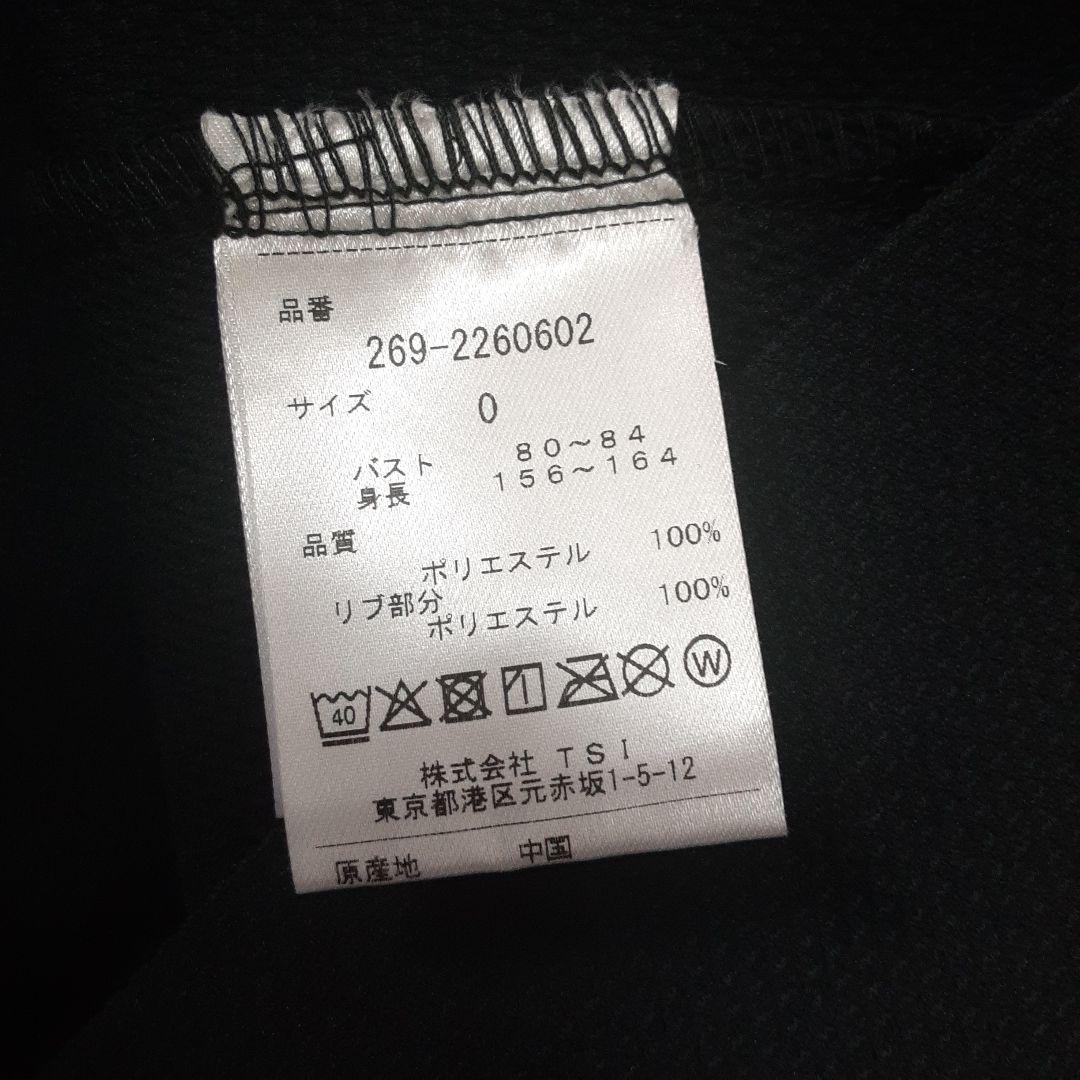 品番
269-2260602
サイズ 0
バスト 80～84
身長 156～164
品質
ポリエステル 100%
リブ部分
ポリエステル 100%
40 W
株式会社 TSI
東京都港区元赤坂1-5-12
原産地 中国